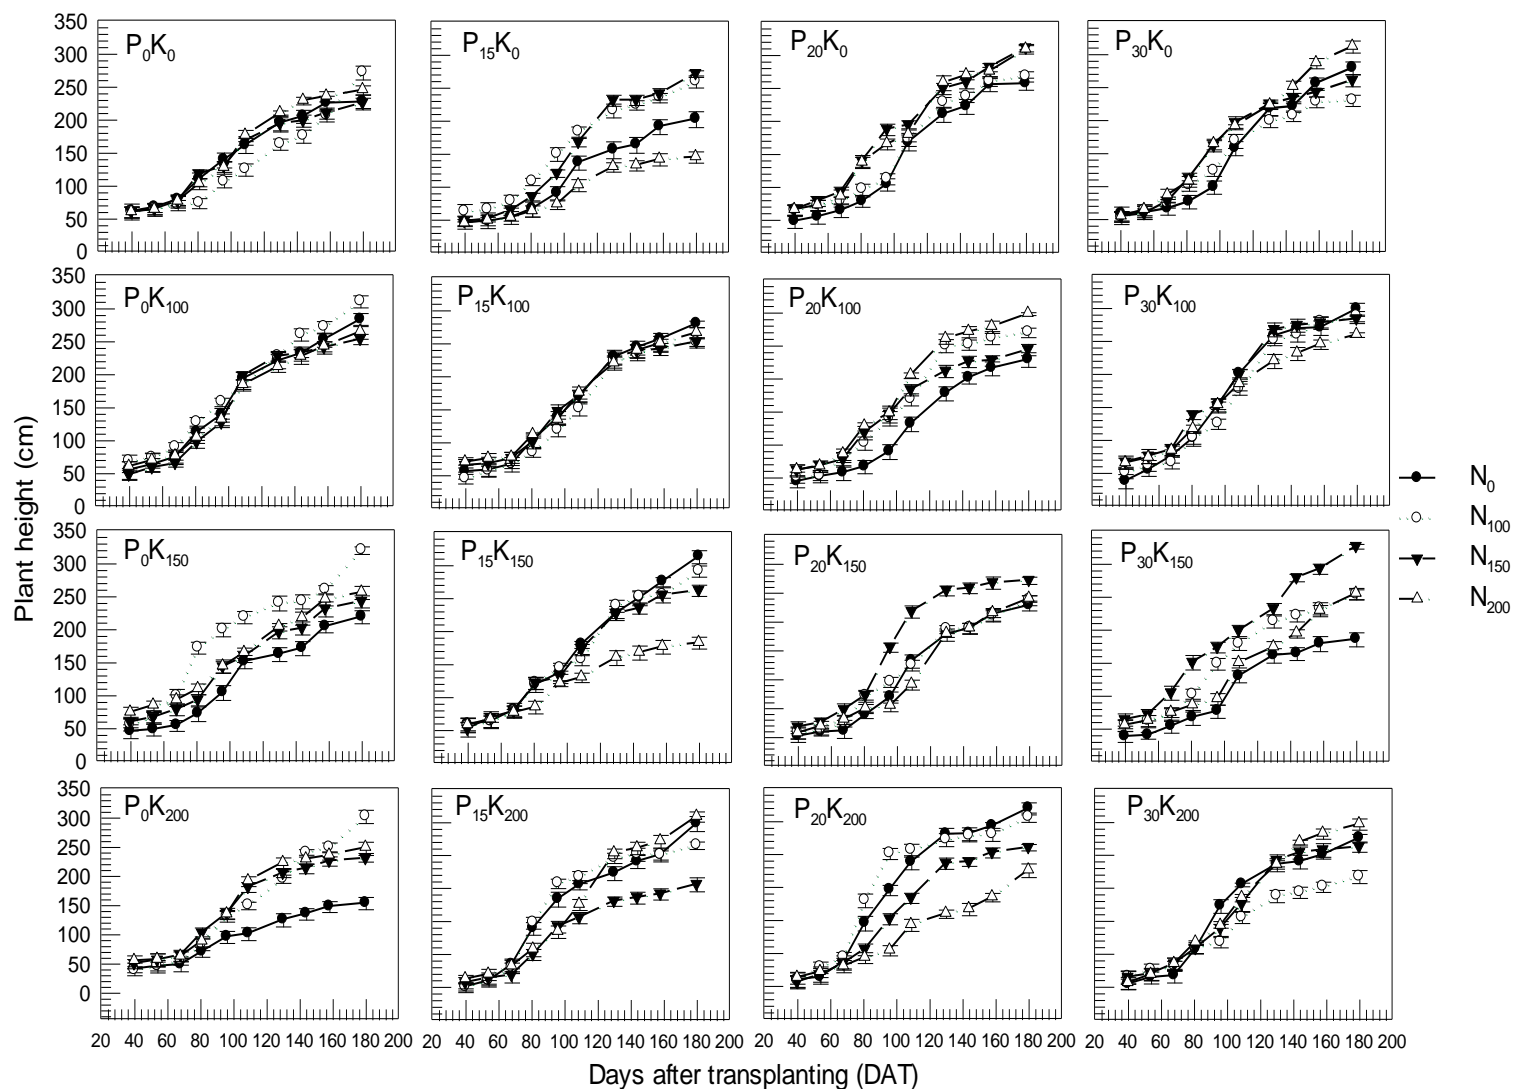 350
300
250
200
150
100
50
0
P₀K₀
P₁₅K₀
P₂₀K₀
P₃₀K₀
350
300
250
200
150
100
50
0
P₀K₁₀₀
P₁₅K₁₀₀
P₂₀K₁₀₀
P₃₀K₁₀₀
Plant height (cm)
N₀
N₁₀₀
N₁₅₀
N₂₀₀
350
300
250
200
150
100
50
0
P₀K₁₅₀
P₁₅K₁₅₀
P₂₀K₁₅₀
P₃₀K₁₅₀
350
300
250
200
150
100
50
0
P₀K₂₀₀
P₁₅K₂₀₀
P₂₀K₂₀₀
P₃₀K₂₀₀
20 40 60 80 100 120 140 160 180 200 20 40 60 80 100 120 140 160 180 200 20 40 60 80 100 120 140 160 180 200 20 40 60 80 100 120 140 160 180 200
Days after transplanting (DAT)